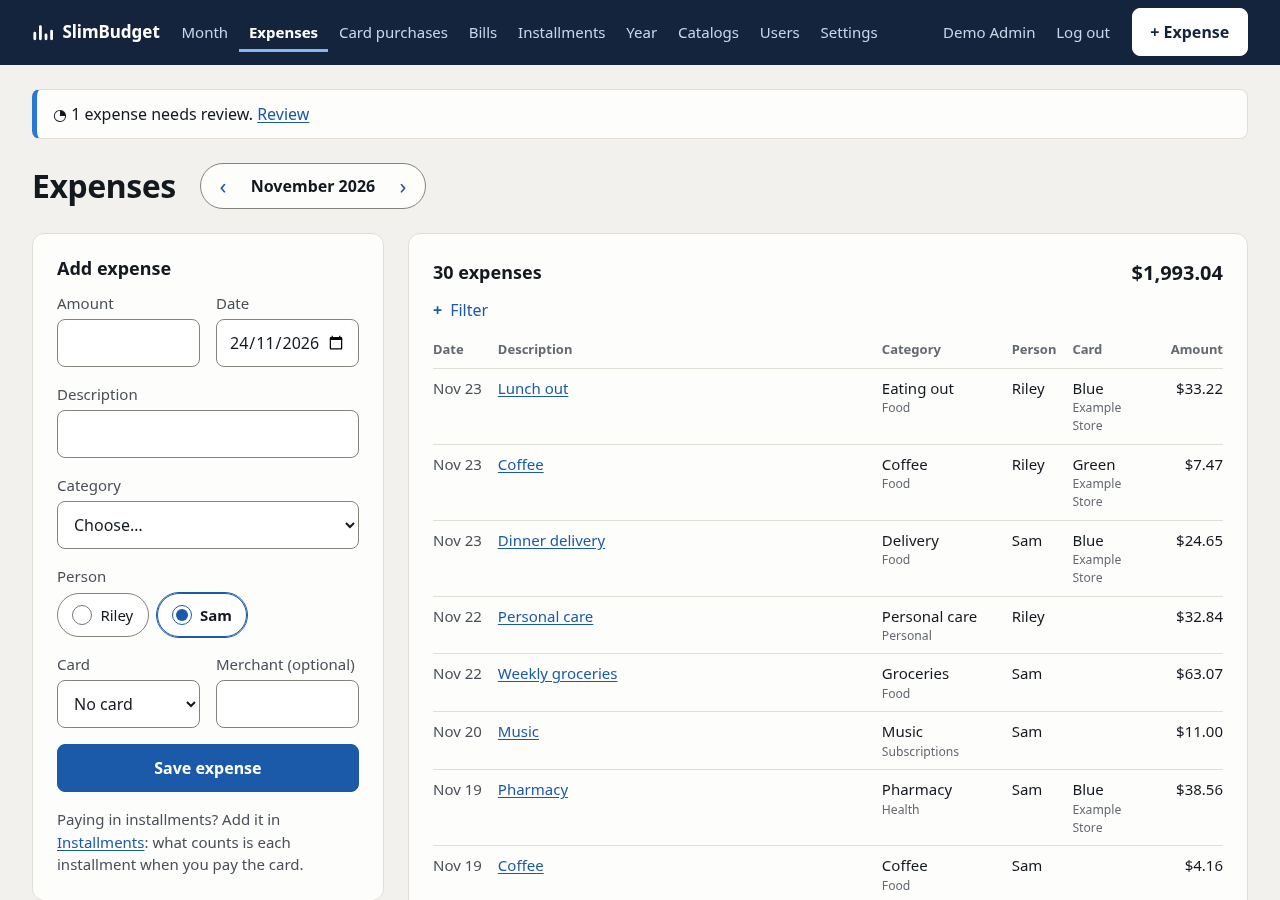 SlimBudget Month Expenses Card purchases Bills Installments Year Catalogs Users Settings Demo Admin Log out + Expense
1 expense needs review. Review
Expenses ‹ November 2026 ›
Add expense
Amount Date
24/11/2026
Description
Category
Choose...
Person
Riley Sam
Card Merchant (optional)
No card
Save expense
Paying in installments? Add it in
Installments: what counts is each
installment when you pay the card.
30 expenses $1,993.04
+ Filter
Date Description Category Person Card Amount
Nov 23 Lunch out Eating out Riley Blue $33.22
Food Example
Store
Nov 23 Coffee Coffee Riley Green $7.47
Food Example
Store
Nov 23 Dinner delivery Delivery Sam Blue $24.65
Food Example
Store
Nov 22 Personal care Personal care Riley $32.84
Personal
Nov 22 Weekly groceries Groceries Sam $63.07
Food
Nov 20 Music Music Sam $11.00
Subscriptions
Nov 19 Pharmacy Pharmacy Sam Blue $38.56
Health Example
Store
Nov 19 Coffee Coffee Sam $4.16
Food